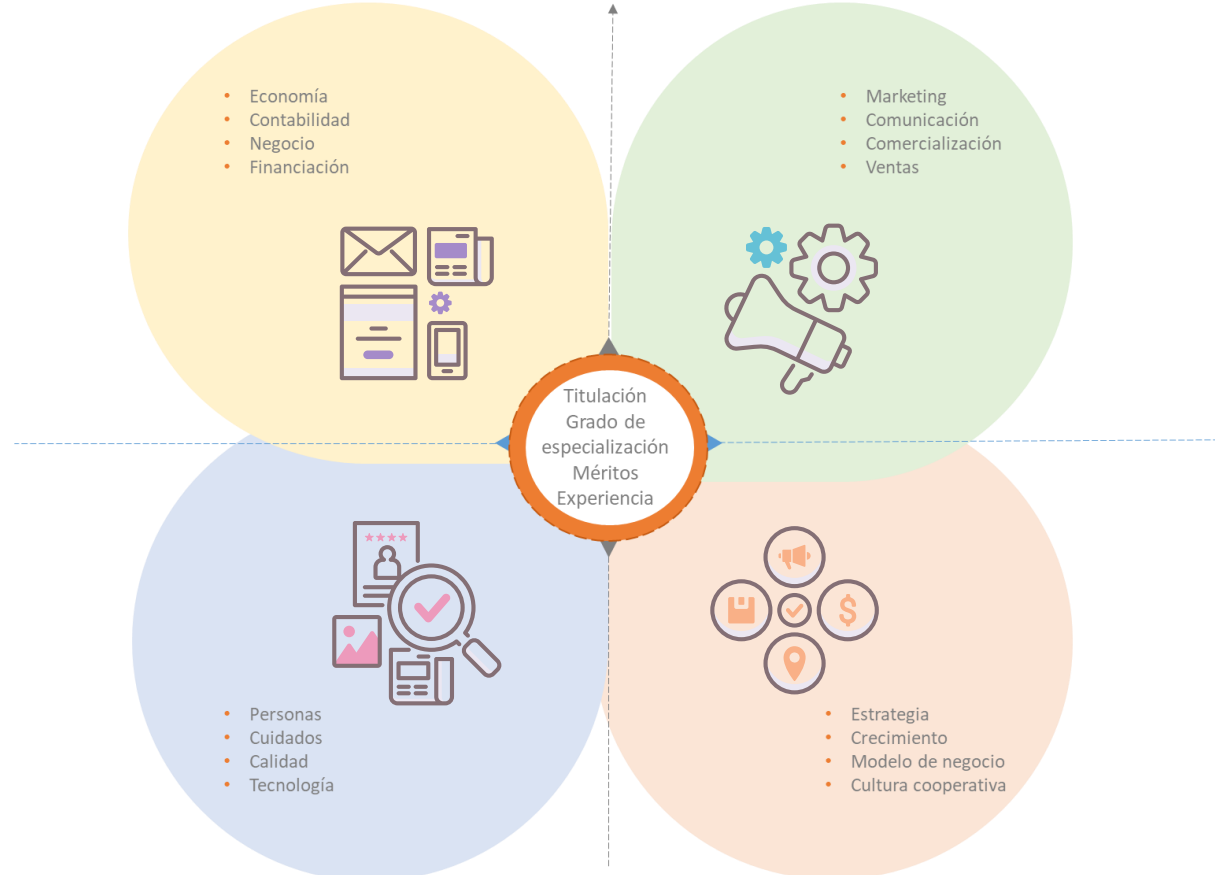 • Economía
• Contabilidad
• Negocio
• Financiación
• Marketing
• Comunicación
• Comercialización
• Ventas
Titulación
Grado de
especialización
Méritos
Experiencia
• Personas
• Cuidados
• Calidad
• Tecnología
• Estrategia
• Crecimiento
• Modelo de negocio
• Cultura cooperativa